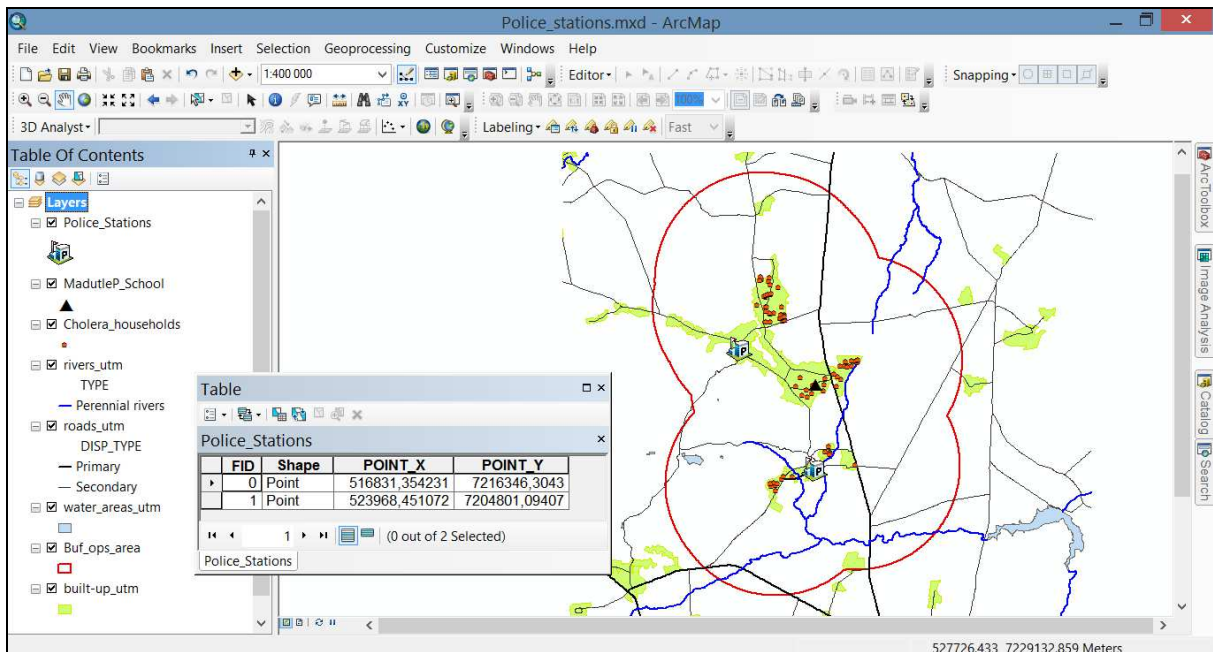 Police_stations.mxd - ArcMap
File Edit View Bookmarks Insert Selection Geoprocessing Customize Windows Help
1:400 000
Editor
Snapping
100%
3D Analyst
Labeling
Fast
Table Of Contents
Layers
Police_Stations
P
MadutleP_School
Cholera_households
rivers_utm
TYPE
Perennial rivers
roads_utm
DISP_TYPE
Primary
Secondary
water_areas_utm
Buf_ops_area
built-up_utm
P
P
Table
Police_Stations
FID Shape POINT_X POINT_Y
0 Point 516831,354231 7216346,3043
1 Point 523968,451072 7204801,09407
1
(0 out of 2 Selected)
Police_Stations
ArcToolbox
Image Analysis
Catalog
Search
527726,433 7229132,859 Meters